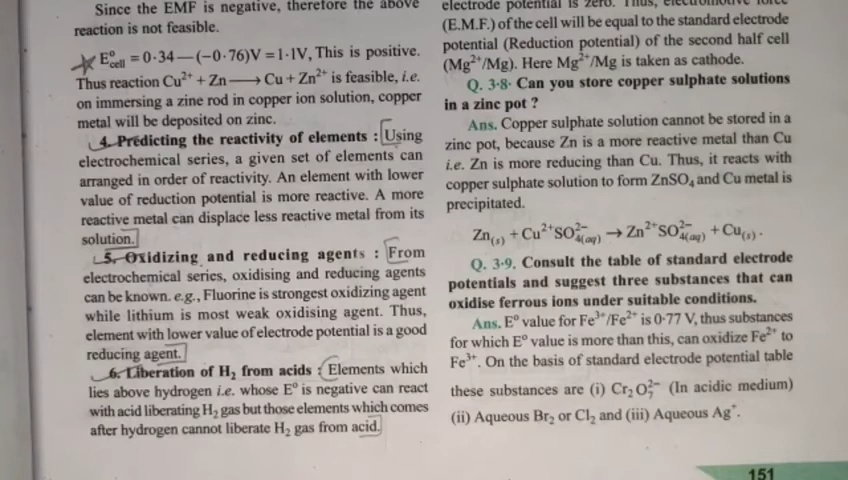 Since the EMF is negative, therefore the above
reaction is not feasible.
E°cell = 0·34—(–0·76)V = 1·1V, This is positive.
Thus reaction Cu²⁺ + Zn ⟶ Cu + Zn²⁺ is feasible, i.e.
on immersing a zine rod in copper ion solution, copper
metal will be deposited on zinc.
4. Predicting the reactivity of elements : Using
electrochemical series, a given set of elements can
arranged in order of reactivity. An element with lower
value of reduction potential is more reactive. A more
reactive metal can displace less reactive metal from its
solution.
5. Oxidizing and reducing agents : From
electrochemical series, oxidising and reducing agents
can be known. e.g., Fluorine is strongest oxidizing agent
while lithium is most weak oxidising agent. Thus,
element with lower value of electrode potential is a good
reducing agent.
6. Liberation of H₂ from acids : Elements which
lies above hydrogen i.e. whose E° is negative can react
with acid liberating H₂ gas but those elements which comes
after hydrogen cannot liberate H₂ gas from acid.
electrode potential is zero. Thus, electromotive force
(E.M.F.) of the cell will be equal to the standard electrode
potential (Reduction potential) of the second half cell
(Mg²⁺/Mg). Here Mg²⁺/Mg is taken as cathode.
Q. 3·8· Can you store copper sulphate solutions
in a zinc pot ?
Ans. Copper sulphate solution cannot be stored in a
zinc pot, because Zn is a more reactive metal than Cu
i.e. Zn is more reducing than Cu. Thus, it reacts with
copper sulphate solution to form ZnSO₄ and Cu metal is
precipitated.
Zn(s) + Cu²⁺SO₄²⁻(aq) → Zn²⁺SO₄²⁻(aq) + Cu(s).
Q. 3·9. Consult the table of standard electrode
potentials and suggest three substances that can
oxidise ferrous ions under suitable conditions.
Ans. E° value for Fe³⁺/Fe²⁺ is 0·77 V, thus substances
for which E° value is more than this, can oxidize Fe²⁺ to
Fe³⁺. On the basis of standard electrode potential table
these substances are (i) Cr₂O₇²⁻ (In acidic medium)
(ii) Aqueous Br₂ or Cl₂ and (iii) Aqueous Ag⁺.
151